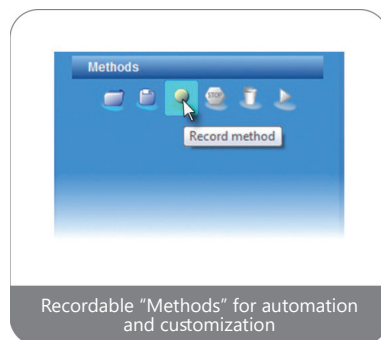 Methods
STOP
Record method
Recordable “Methods” for automation
and customization